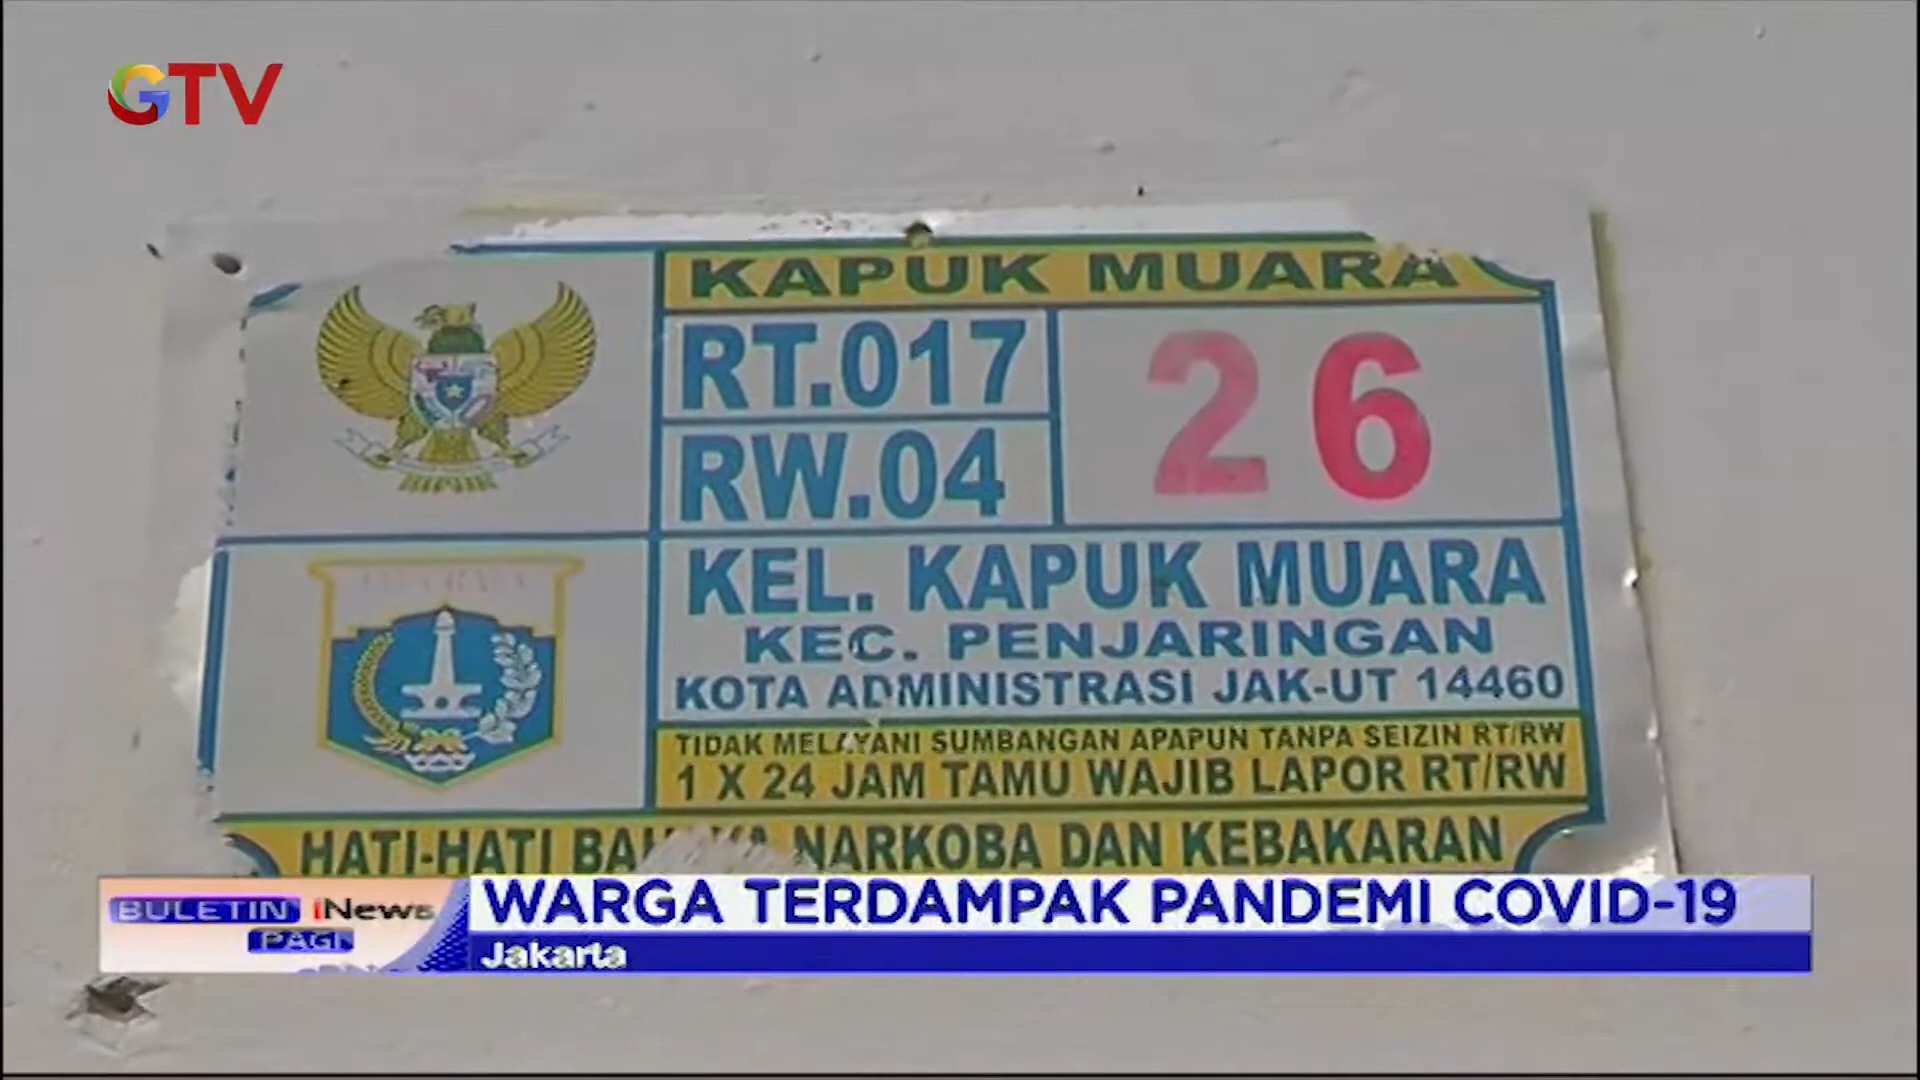 GTV
KAPUK MUARA
RT.017
26
RW.04
KEL. KAPUK MUARA
KEC. PENJARINGAN
KOTA ADMINISTRASI JAK-UT 14460
TIDAK MELAYANI SUMBANGAN APAPUN TANPA SEIZIN RT/RW
1 X 24 JAM TAMU WAJIB LAPOR RT/RW
HATI-HATI BAHAYA NARKOBA DAN KEBAKARAN
BULETIN iNews
PAGI
WARGA TERDAMPAK PANDEMI COVID-19
Jakarta